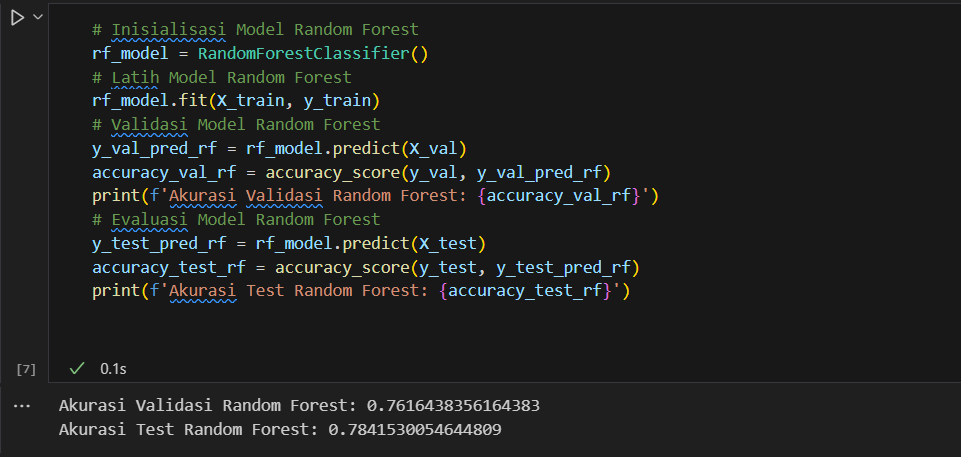 # Inisialisasi Model Random Forest
rf_model = RandomForestClassifier()
# Latih Model Random Forest
rf_model.fit(X_train, y_train)
# Validasi Model Random Forest
y_val_pred_rf = rf_model.predict(X_val)
accuracy_val_rf = accuracy_score(y_val, y_val_pred_rf)
print(f'Akurasi Validasi Random Forest: {accuracy_val_rf}')
# Evaluasi Model Random Forest
y_test_pred_rf = rf_model.predict(X_test)
accuracy_test_rf = accuracy_score(y_test, y_test_pred_rf)
print(f'Akurasi Test Random Forest: {accuracy_test_rf}')
[7] 0.1s
Akurasi Validasi Random Forest: 0.7616438356164383
Akurasi Test Random Forest: 0.7841530054644809